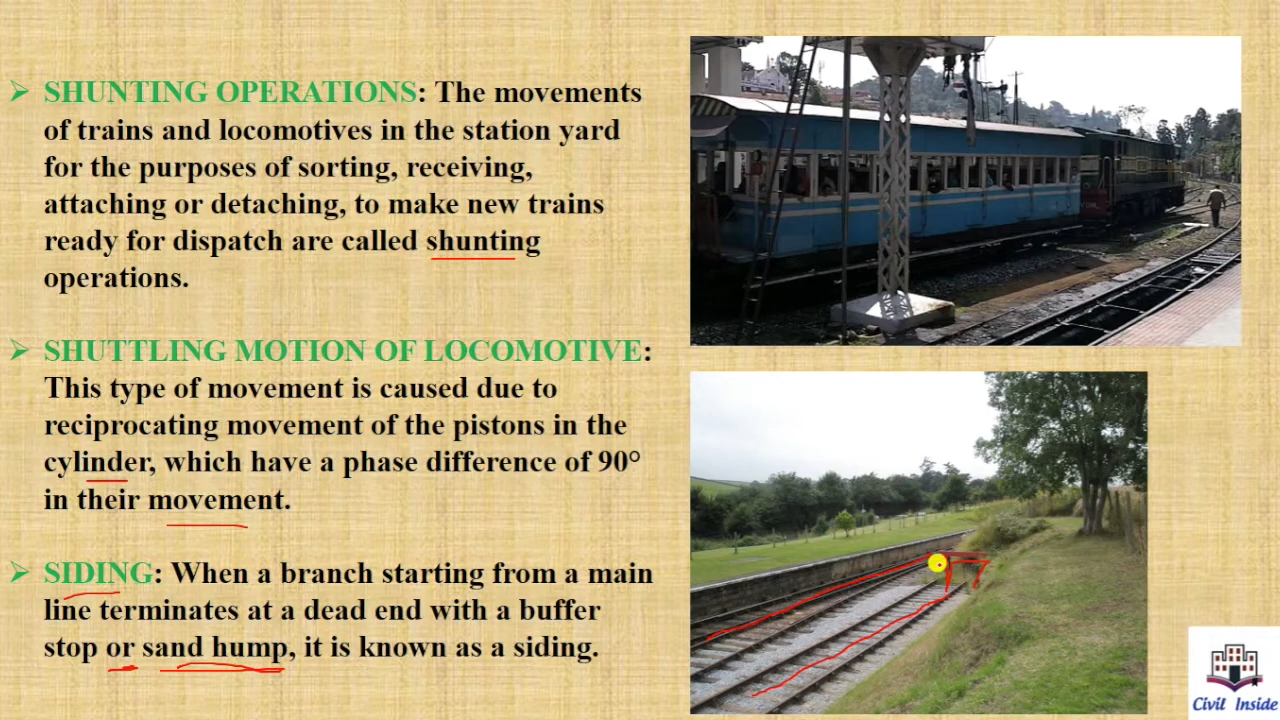 ➢ SHUNTING OPERATIONS: The movements
of trains and locomotives in the station yard
for the purposes of sorting, receiving,
attaching or detaching, to make new trains
ready for dispatch are called shunting
operations.
➢ SHUTTLING MOTION OF LOCOMOTIVE:
This type of movement is caused due to
reciprocating movement of the pistons in the
cylinder, which have a phase difference of 90°
in their movement.
➢ SIDING: When a branch starting from a main
line terminates at a dead end with a buffer
stop or sand hump, it is known as a siding.
Civil Inside